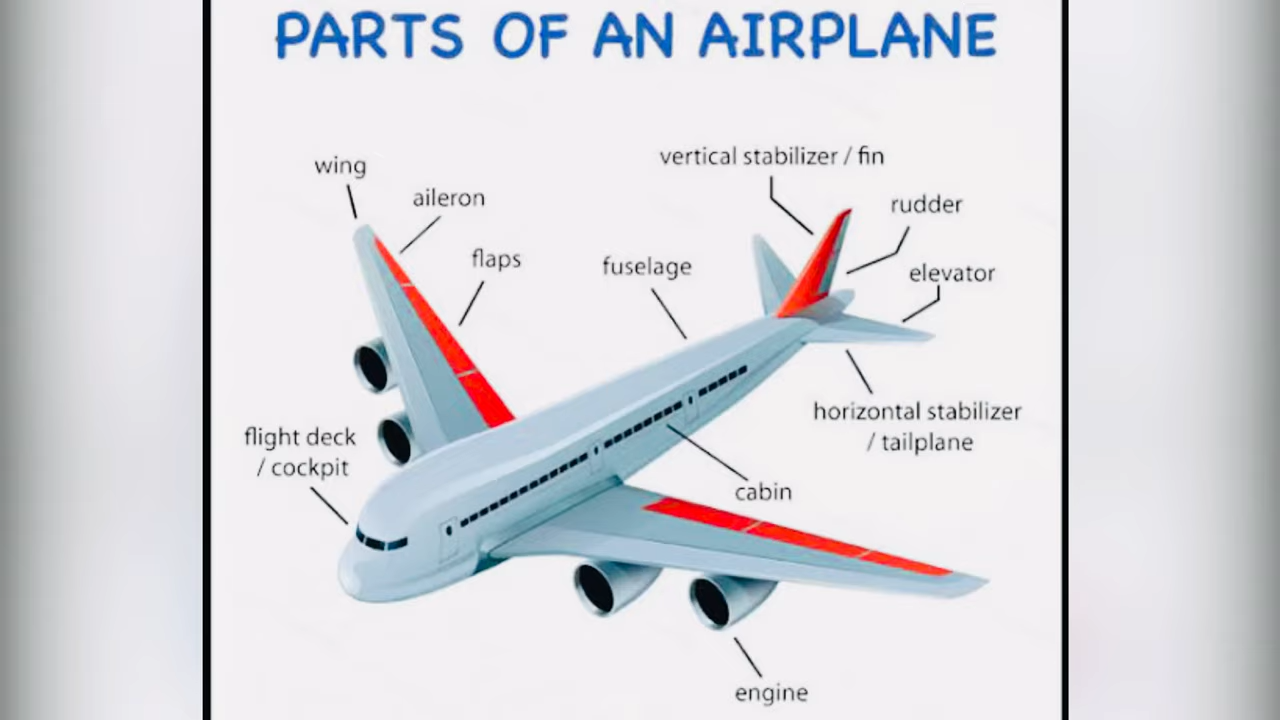 PARTS OF AN AIRPLANE
wing
aileron
flaps
fuselage
vertical stabilizer / fin
rudder
elevator
horizontal stabilizer
/ tailplane
flight deck
/ cockpit
cabin
engine